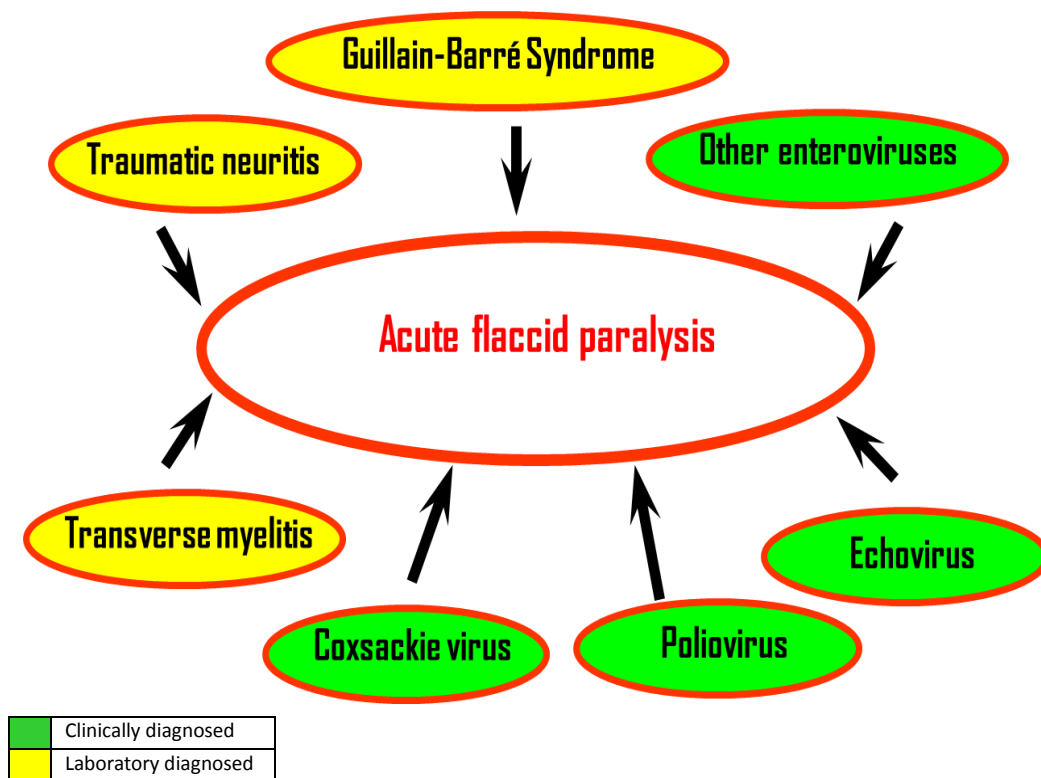 Guillain-Barré Syndrome
Other enteroviruses
Traumatic neuritis
Acute flaccid paralysis
Transverse myelitis
Echovirus
Coxsackie virus
Poliovirus
Clinically diagnosed
Laboratory diagnosed